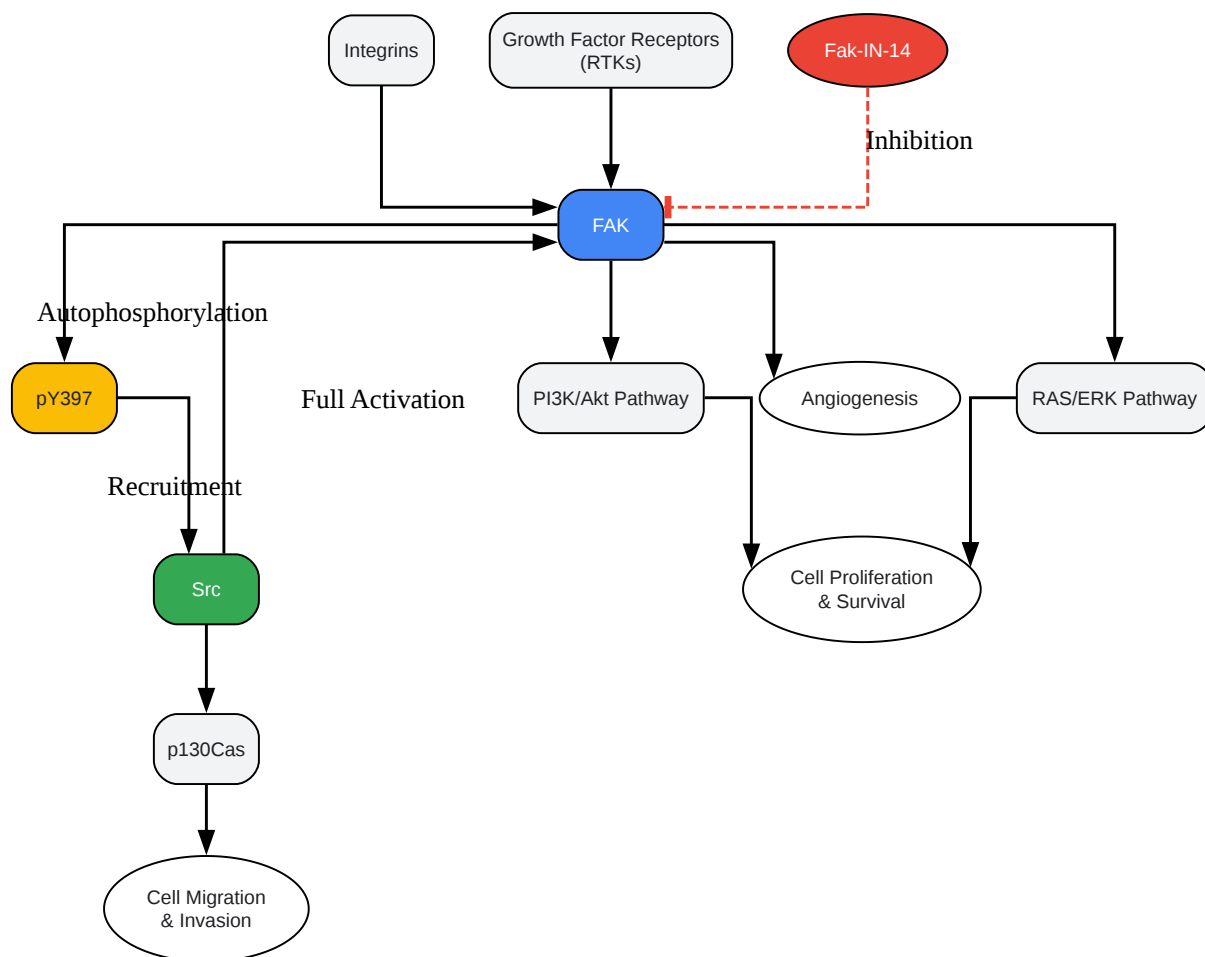 Integrins
Growth Factor Receptors
(RTKs)
Fak-IN-14
Inhibition
FAK
Autophosphorylation
pY397
Full Activation
PI3K/Akt Pathway
Angiogenesis
RAS/ERK Pathway
Recruitment
Src
Cell Proliferation
& Survival
p130Cas
Cell Migration
& Invasion